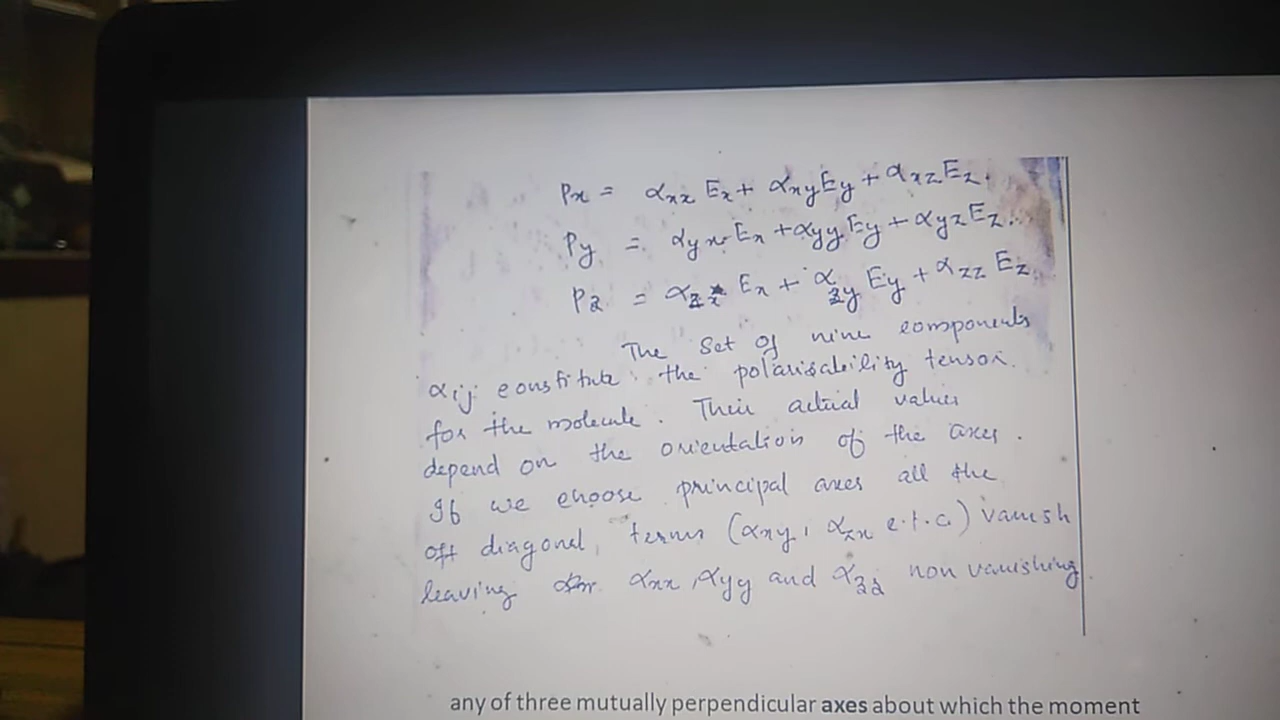 Px = αxx Ex + αxy Ey + αxz Ez.
Py = αyx Ex + αyy Ey + αyz Ez...
Pz = αzx Ex + αzy Ey + αzz Ez.
The set of nine components
αij constitute the polarisability tensor.
for the molecule. Their actual values
depend on the orientation of the axes.
If we choose principal axes all the
off diagonal, terms (αxy, αzx e.t.c.) vanish
leaving αxx, αyy and αzz non vanishing
any of three mutually perpendicular axes about which the moment